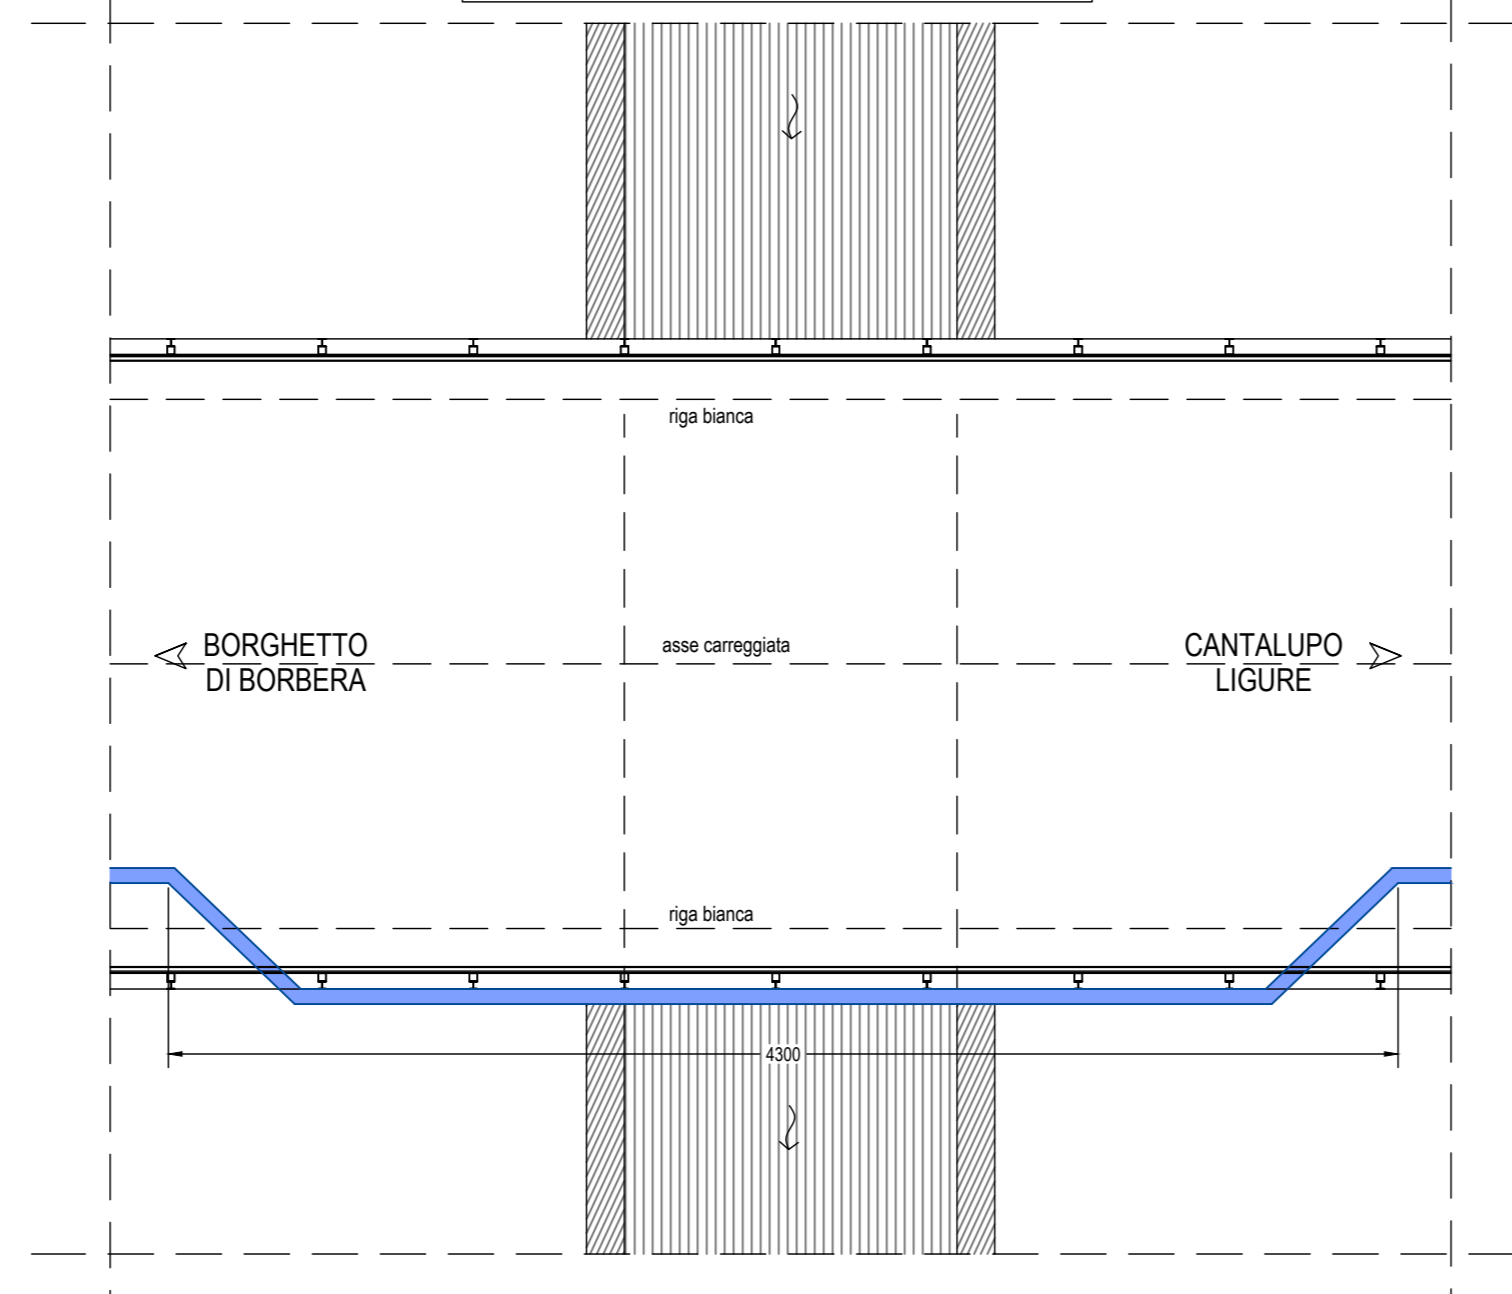 riga bianca
asse carreggiata
BORGHETTO
DI BORBERA
CANTALUPO
LIGURE
riga bianca
4300